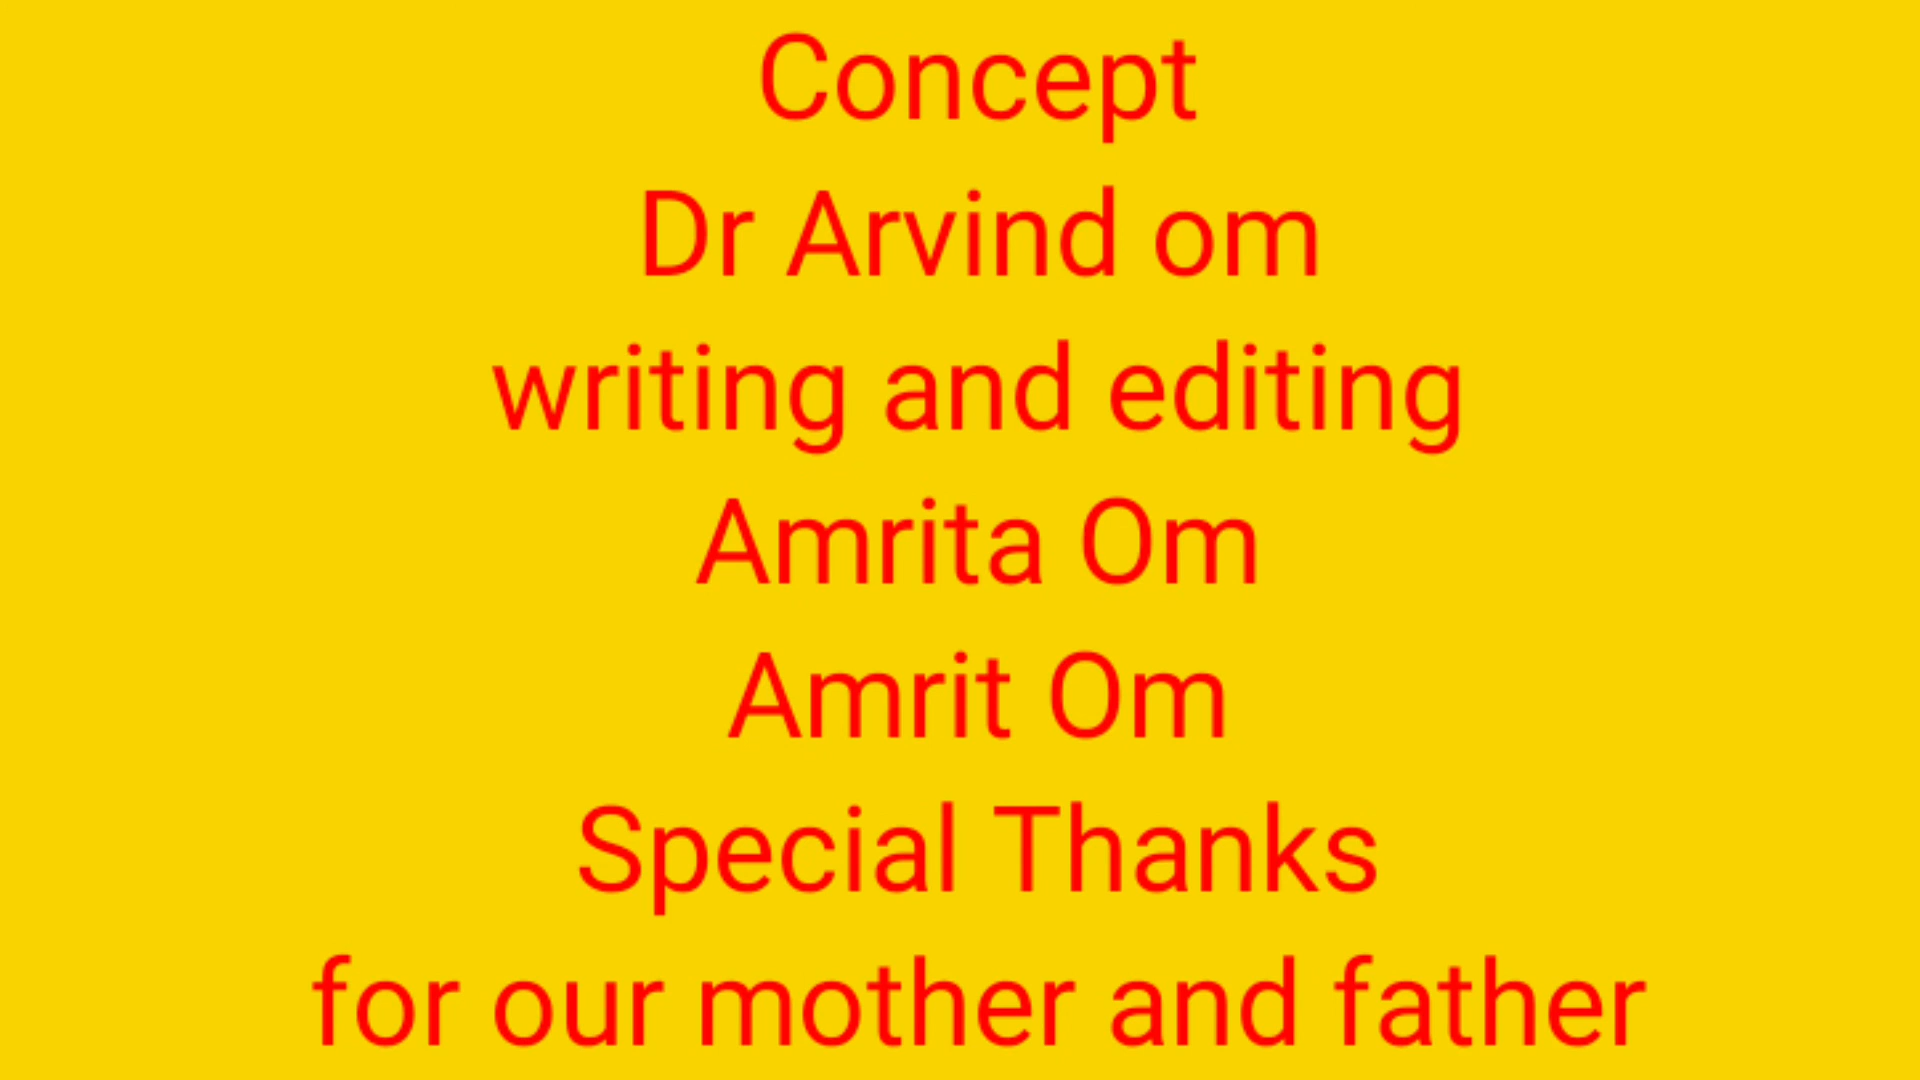 Concept
Dr Arvind om
writing and editing
Amrita Om
Amrit Om
Special Thanks
for our mother and father